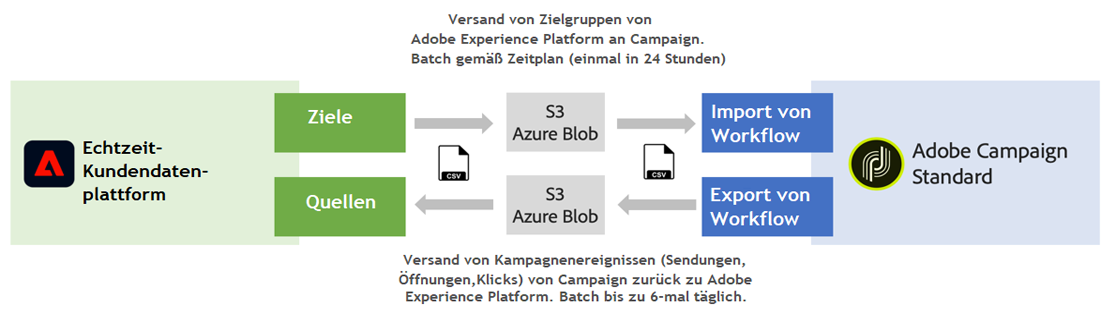 Versand von Zielgruppen von
Adobe Experience Platform an Campaign.
Batch gemäß Zeitplan (einmal in 24 Stunden)
Echtzeit-
Kundendaten-
plattform
Ziele
S3
Azure Blob
Import von
Workflow
CSV
CSV
Adobe Campaign
Standard
Quellen
S3
Azure Blob
Export von
Workflow
Versand von Kampagnenereignissen (Sendungen,
Öffnungen,Klicks) von Campaign zurück zu Adobe
Experience Platform. Batch bis zu 6-mal täglich.